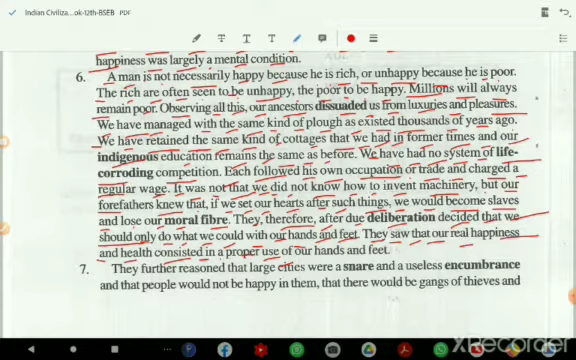 Indian Civiliza...ok-12th-BSEB PDF
happiness was largely a mental condition.
6. A man is not necessarily happy because he is rich, or unhappy because he is poor.
The rich are often seen to be unhappy, the poor to be happy. Millions will always
remain poor. Observing all this, our ancestors dissuaded us from luxuries and pleasures.
We have managed with the same kind of plough as existed thousands of years ago.
We have retained the same kind of cottages that we had in former times and our
indigenous education remains the same as before. We have had no system of life-
corroding competition. Each followed his own occupation or trade and charged a
regular wage. It was not that we did not know how to invent machinery, but our
forefathers knew that, if we set our hearts after such things, we would become slaves
and lose our moral fibre. They, therefore, after due deliberation decided that we
should only do what we could with our hands and feet. They saw that our real happiness
and health consisted in a proper use of our hands and feet.
7. They further reasoned that large cities were a snare and a useless encumbrance
and that people would not be happy in them, that there would be gangs of thieves and
XRecorder